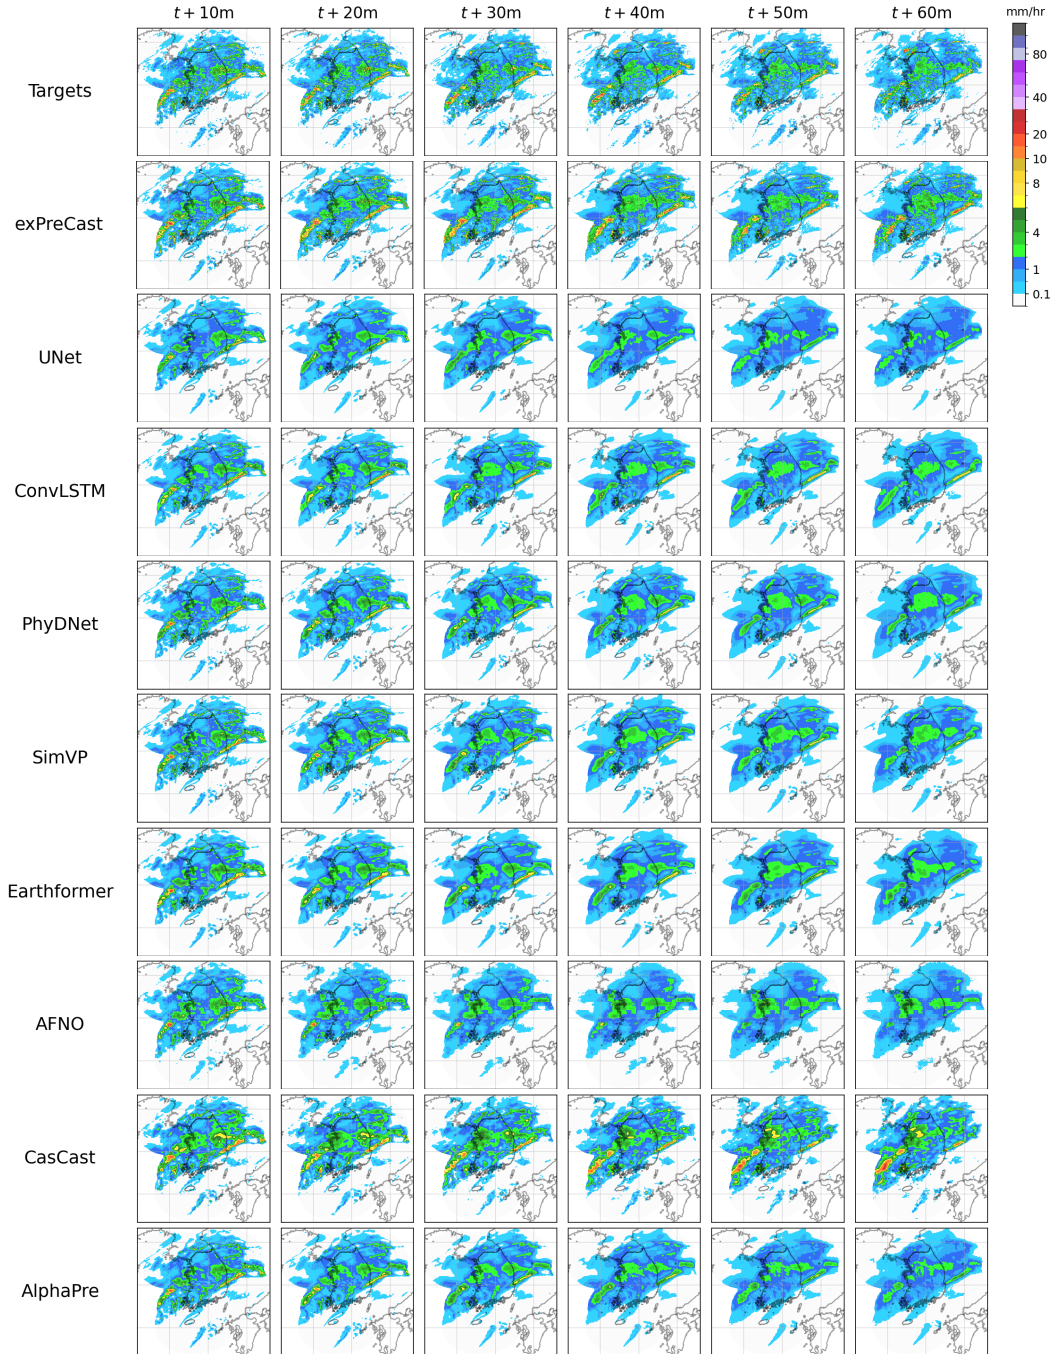 t + 10m t + 20m t + 30m t + 40m t + 50m t + 60m mm/hr
Targets
80
40
20
10
8
4
1
0.1
exPreCast
UNet
ConvLSTM
PhyDNet
SimVP
Earthformer
AFNO
CasCast
AlphaPre